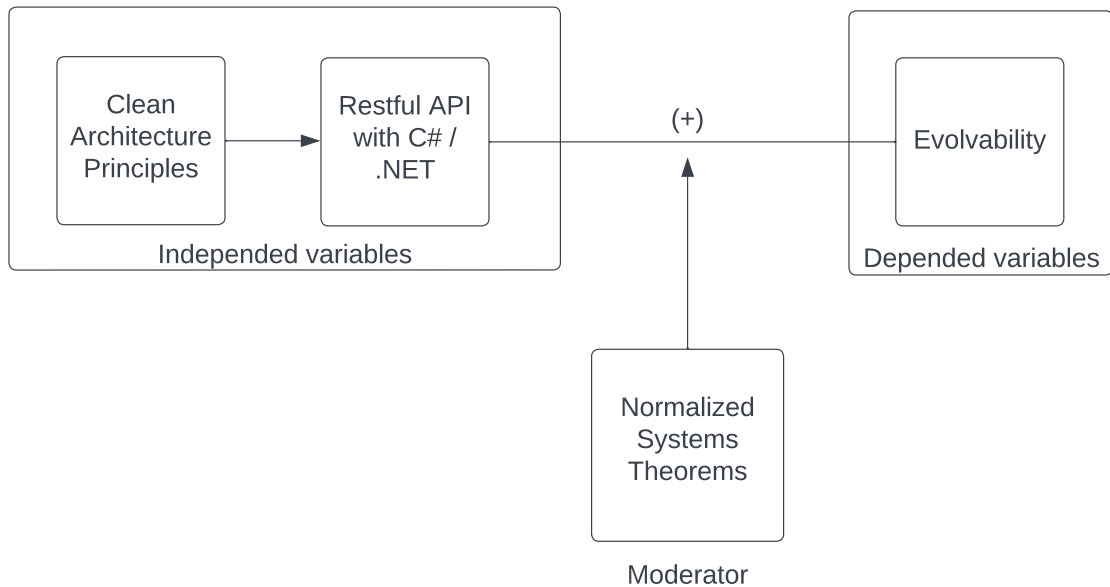 Clean
Architecture
Principles
Restful API
with C# /
.NET
Independed variables
(+)
Evolvability
Depended variables
Normalized
Systems
Theorems
Moderator